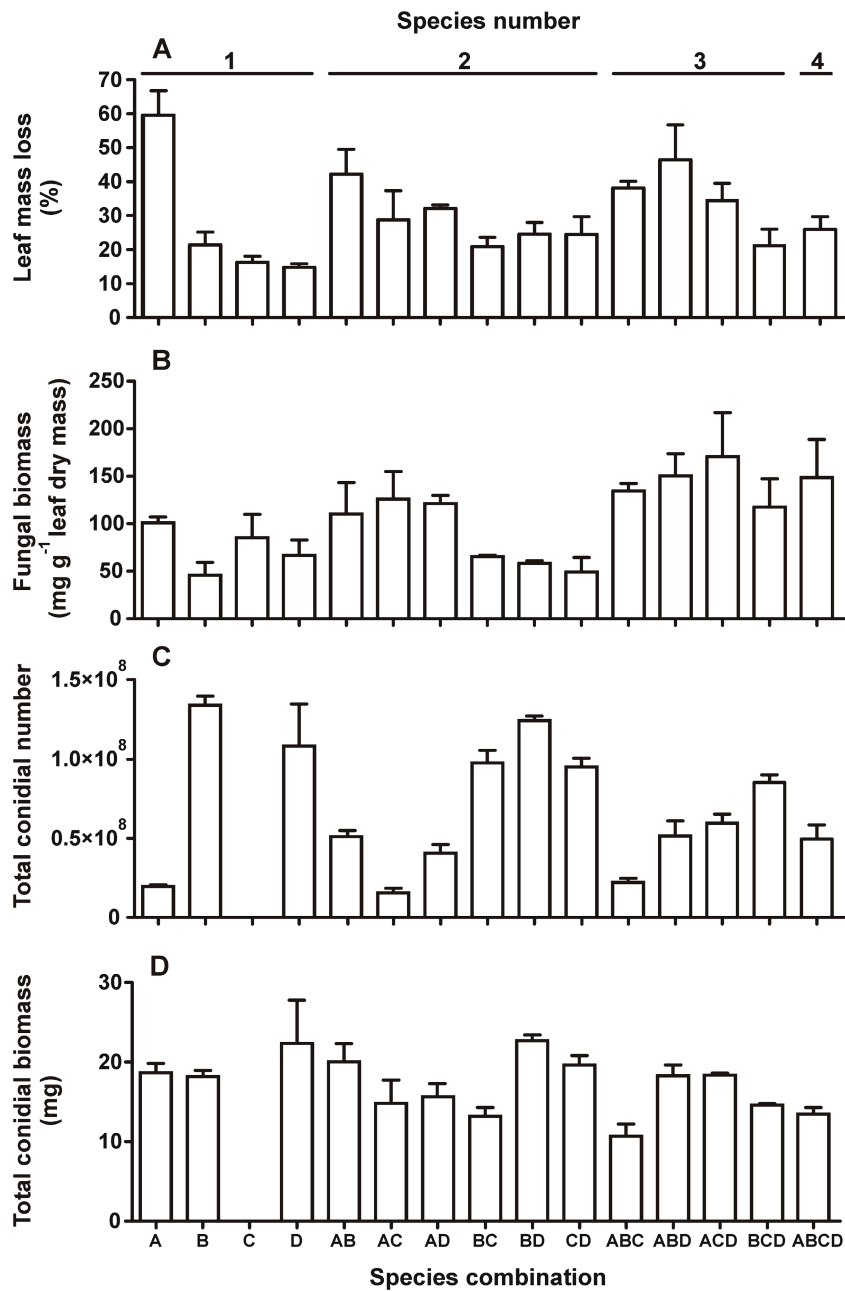 Species number
A
1 2 3 4
Leaf mass loss
(%)
70
60
50
40
30
20
10
0
B
Fungal biomass
(mg g⁻¹ leaf dry mass)
250
200
150
100
50
0
C
Total conidial number
1.5×10⁸
1.0×10⁸
0.5×10⁸
0
D
Total conidial biomass
(mg)
30
20
10
0
A B C D AB AC AD BC BD CD ABC ABD ACD BCD ABCD
Species combination